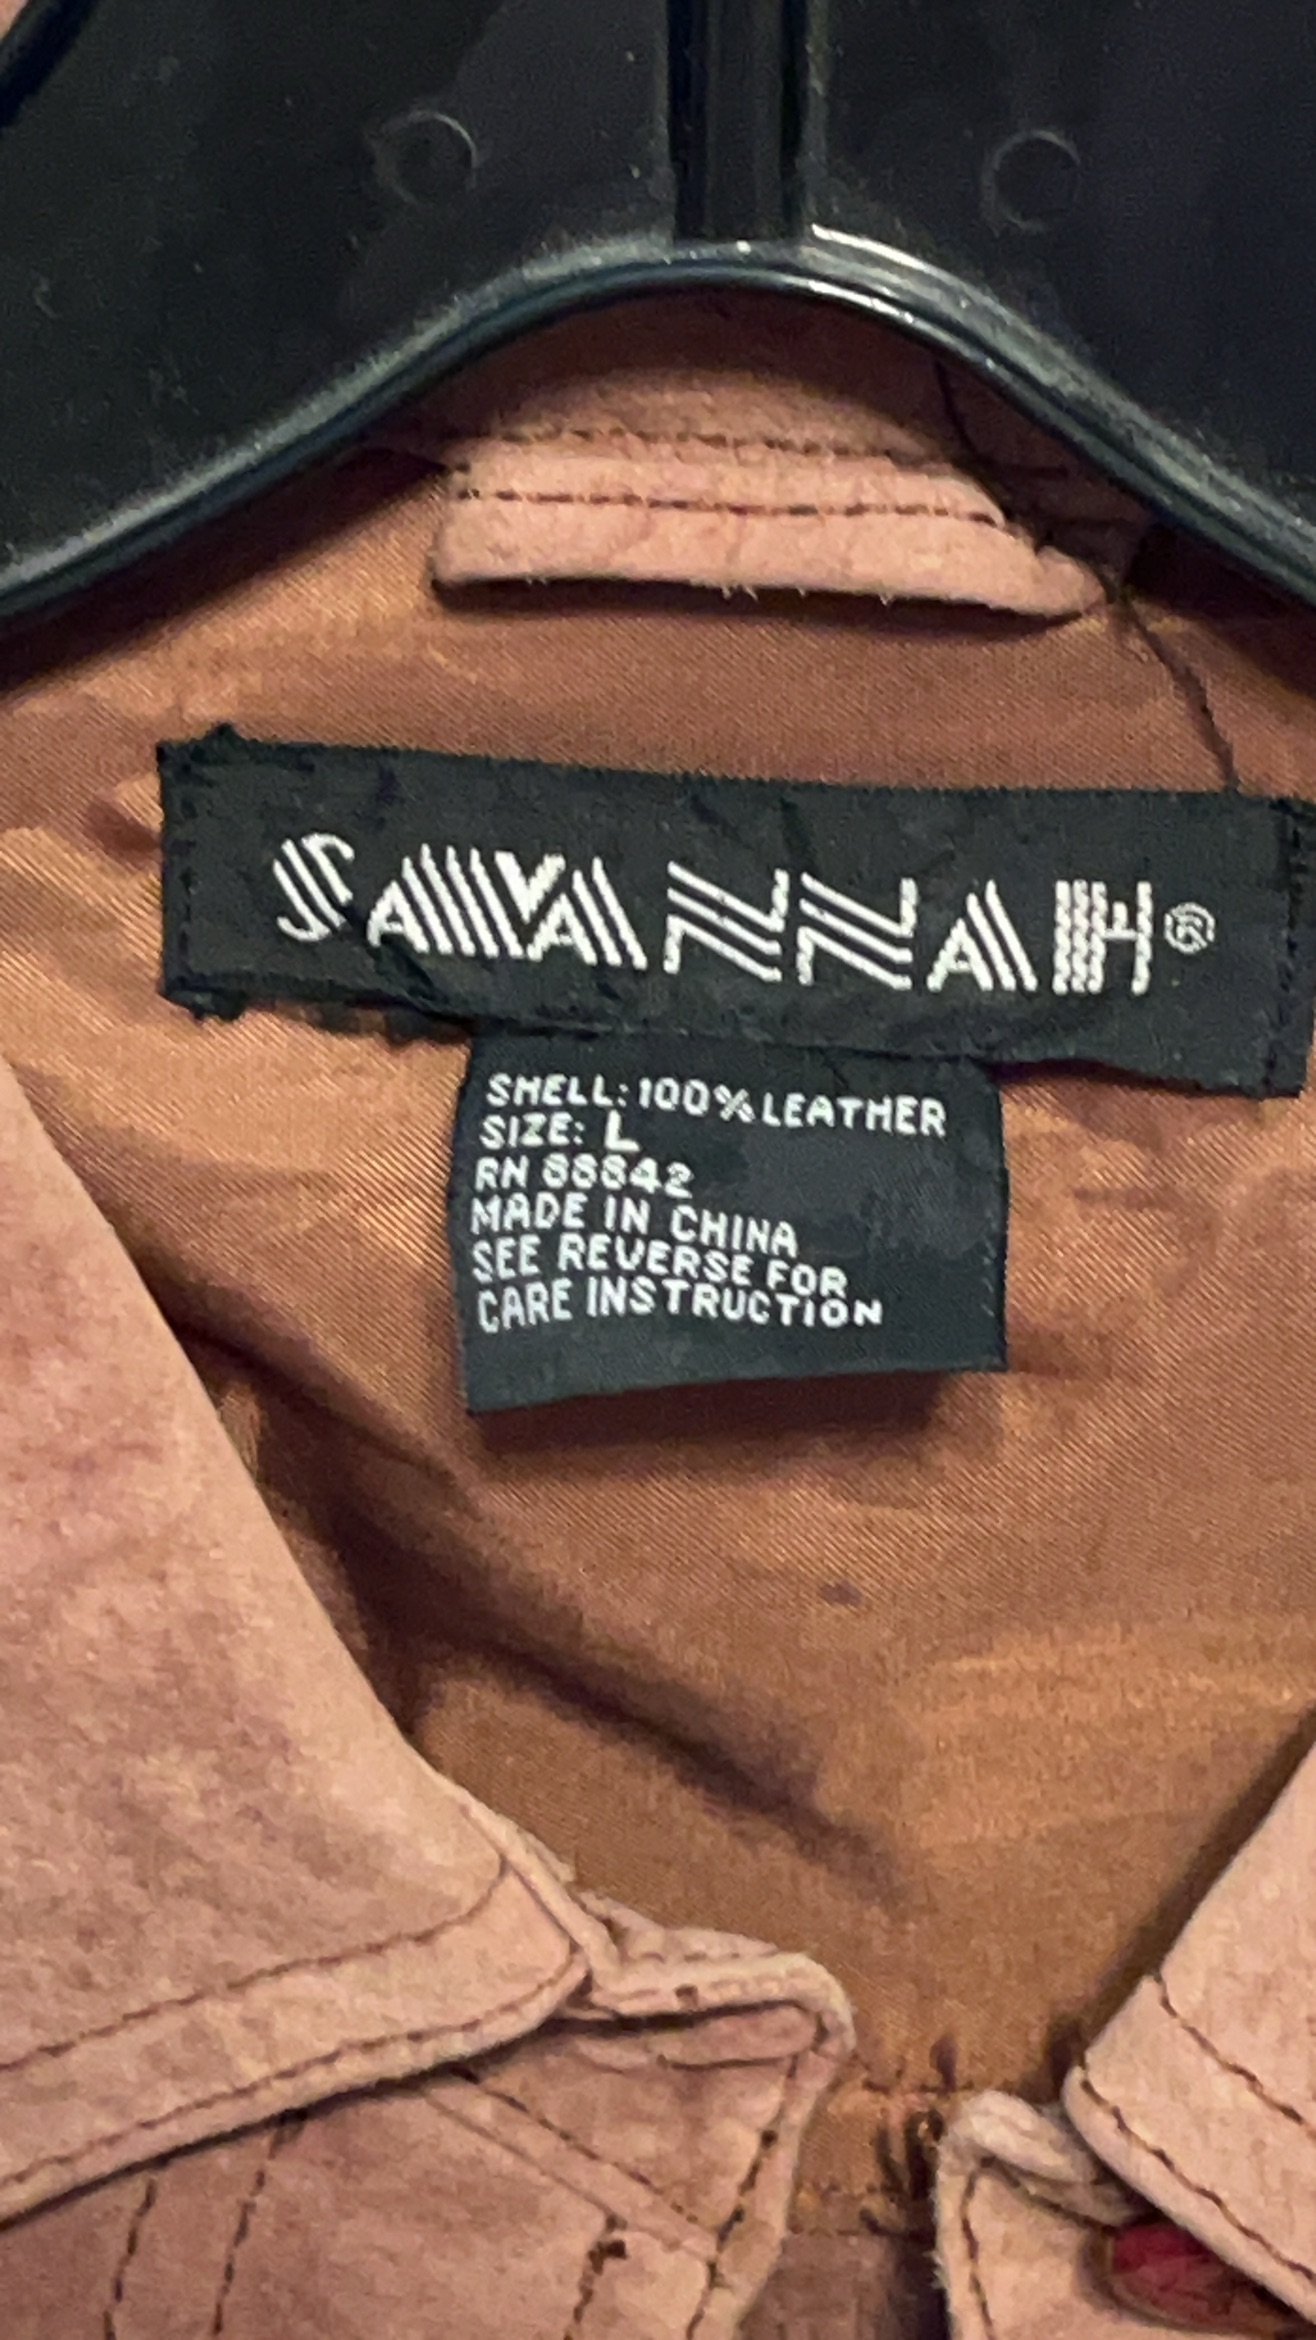 SAVANNAH®
SHELL: 100% LEATHER
SIZE: L
RN 88842
MADE IN CHINA
SEE REVERSE FOR
CARE INSTRUCTION